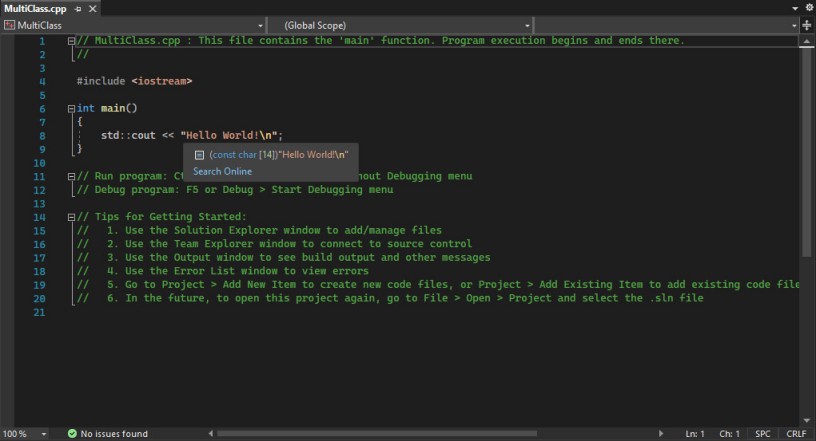 MultiClass.cpp
MultiClass (Global Scope)
1 // MultiClass.cpp : This file contains the 'main' function. Program execution begins and ends there.
2 //
3
4 #include <iostream>
5
6 int main()
7 {
8 std::cout << "Hello World!\n";
9 }
(const char [14])"Hello World!\n"
Search Online
10
11 // Run program: Ct hout Debugging menu
12 // Debug program: F5 or Debug > Start Debugging menu
13
14 // Tips for Getting Started:
15 // 1. Use the Solution Explorer window to add/manage files
16 // 2. Use the Team Explorer window to connect to source control
17 // 3. Use the Output window to see build output and other messages
18 // 4. Use the Error List window to view errors
19 // 5. Go to Project > Add New Item to create new code files, or Project > Add Existing Item to add existing code file
20 // 6. In the future, to open this project again, go to File > Open > Project and select the .sln file
21
100 % No issues found Ln: 1 Ch: 1 SPC CRLF